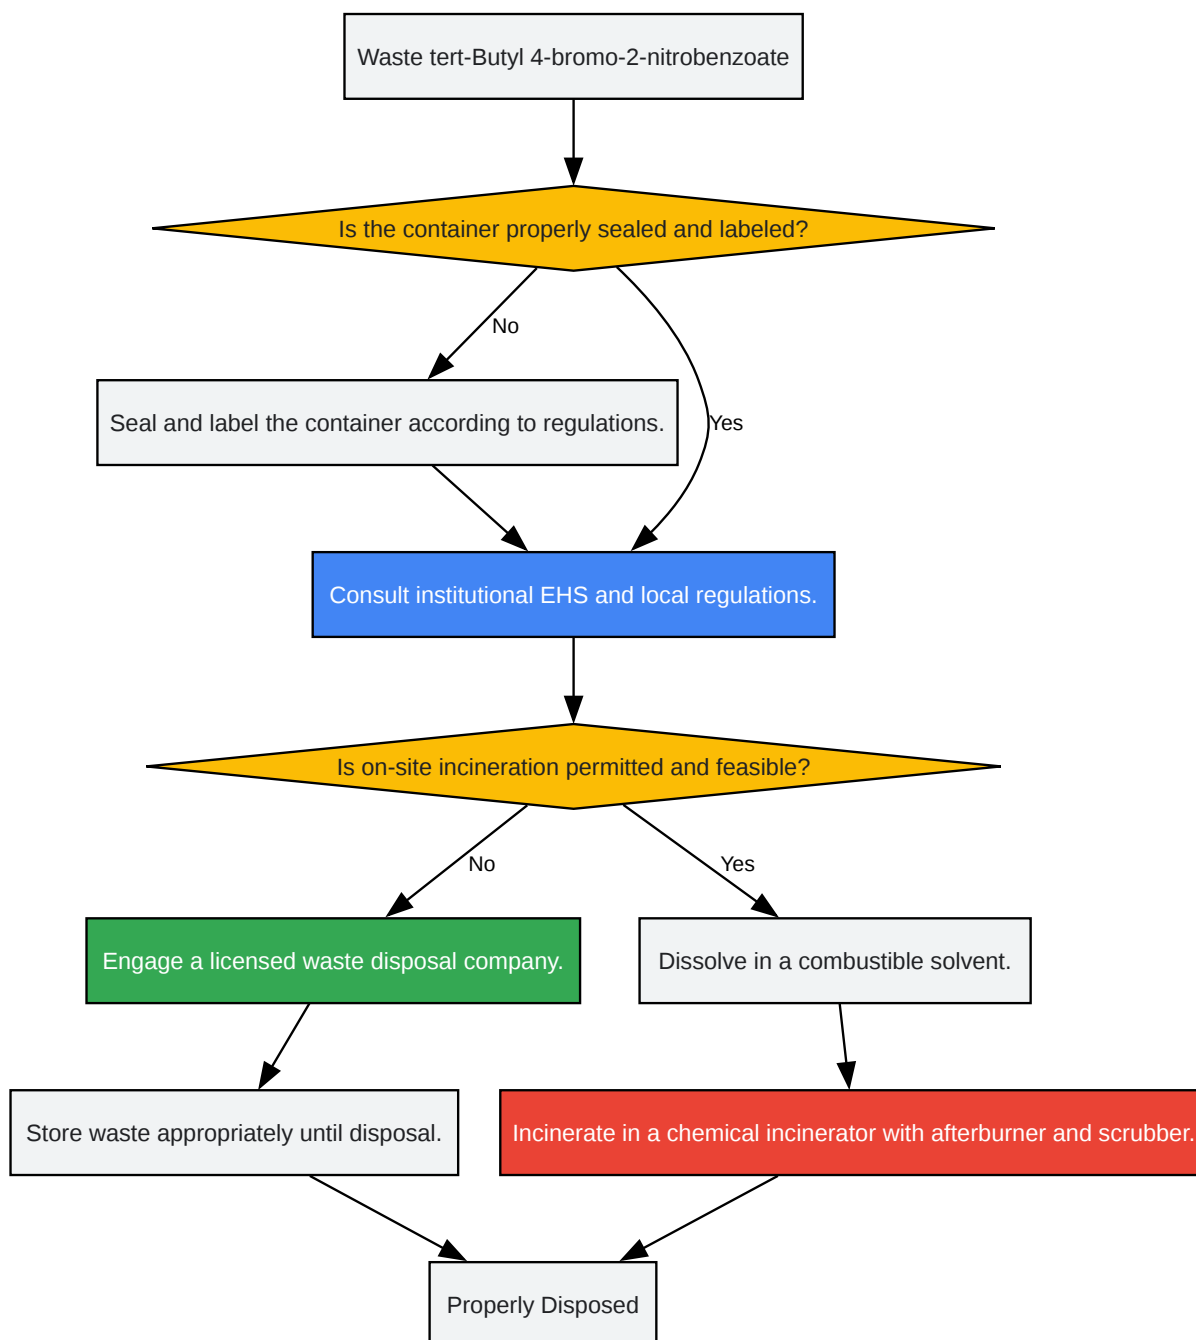 Waste tert-Butyl 4-bromo-2-nitrobenzoate
Is the container properly sealed and labeled?
No
Seal and label the container according to regulations.
Yes
Consult institutional EHS and local regulations.
Is on-site incineration permitted and feasible?
No
Yes
Engage a licensed waste disposal company.
Dissolve in a combustible solvent.
Store waste appropriately until disposal.
Incinerate in a chemical incinerator with afterburner and scrubber.
Properly Disposed